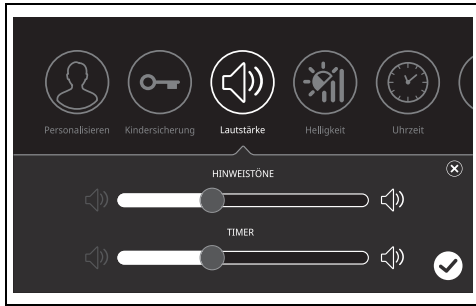 Personalisieren Kindersicherung Lautstärke Helligkeit Uhrzeit
HINWEISTÖNE
TIMER